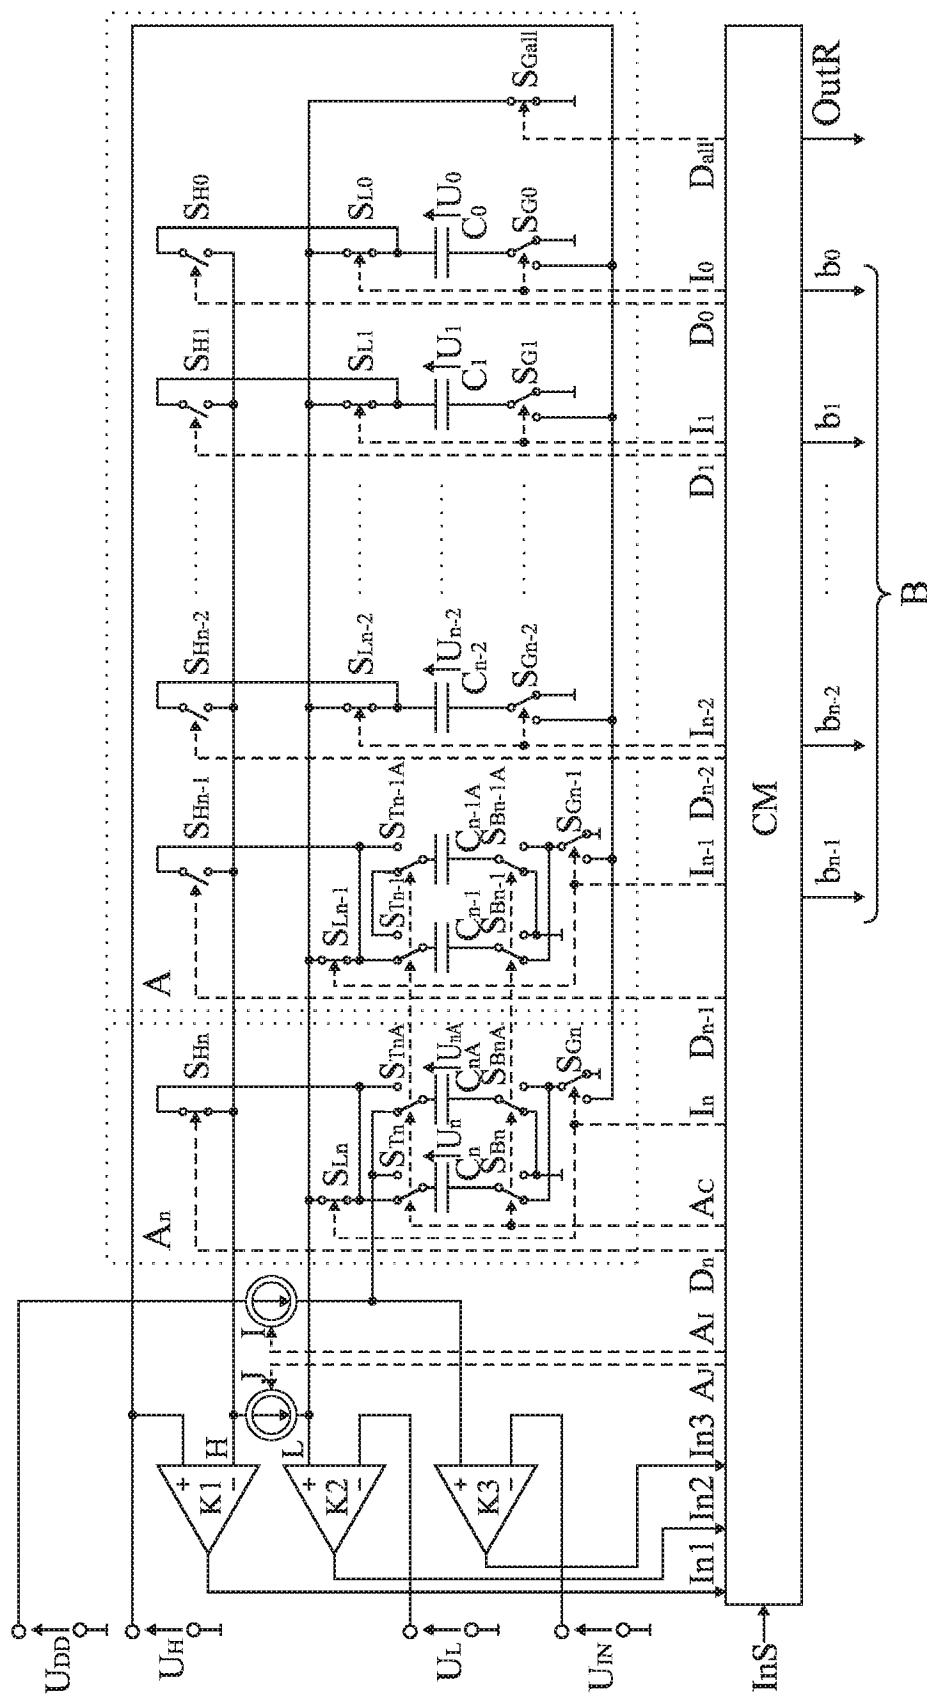 UDD
UH
UL
UIN
InS
K1
K2
K3
H
L
J
I
In1
In2
In3
AJ
AI
Dn
AC
In
Dn-1
In-1
Dn-2
In-2
D1
I1
D0
I0
Dall
An
A
SHn
SHn-1
SHn-2
SH1
SH0
SLn
SLn-1
SLn-2
SL1
SL0
STn
STnA
STn-1
STn-1A
Un
Cn
UnA
CnA
Cn-1
Cn-1A
Un-2
Cn-2
U1
C1
U0
C0
SBn
SBnA
SBn-1
SBn-1A
SGn
SGn-1
SGn-2
SG1
SG0
SGall
CM
bn-1
bn-2
b1
b0
OutR
B